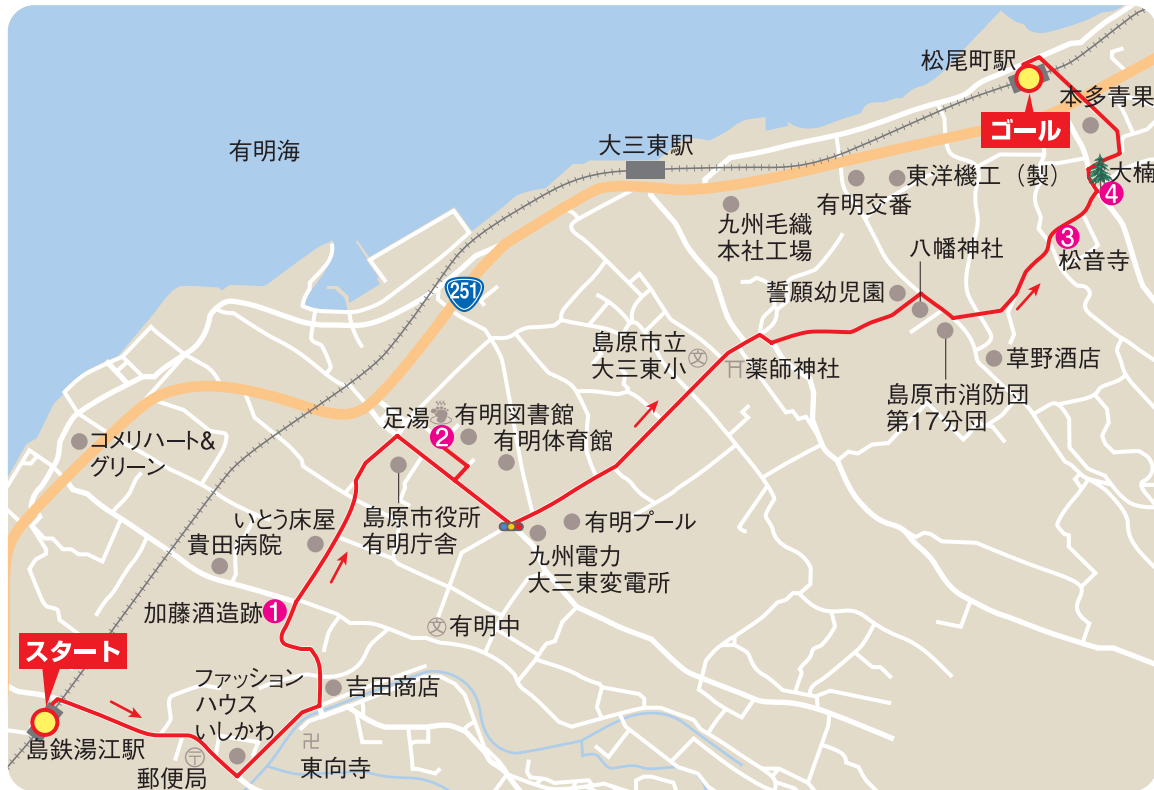 松尾町駅
本多青果
ゴール
有明海
大三東駅
大楠
4
東洋機工(製)
有明交番
九州毛織
本社工場
3
松音寺
八幡神社
誓願幼児園
251
島原市立
大三東小
文
薬師神社
草野酒店
島原市消防団
第17分団
足湯
2
有明図書館
有明体育館
コメリハート&
グリーン
いとう床屋
貴田病院
島原市役所
有明庁舎
有明プール
九州電力
大三東変電所
加藤酒造跡
1
文
有明中
スタート
ファッション
ハウス
いしかわ
吉田商店
島鉄湯江駅
郵便局
〒
卍
東向寺